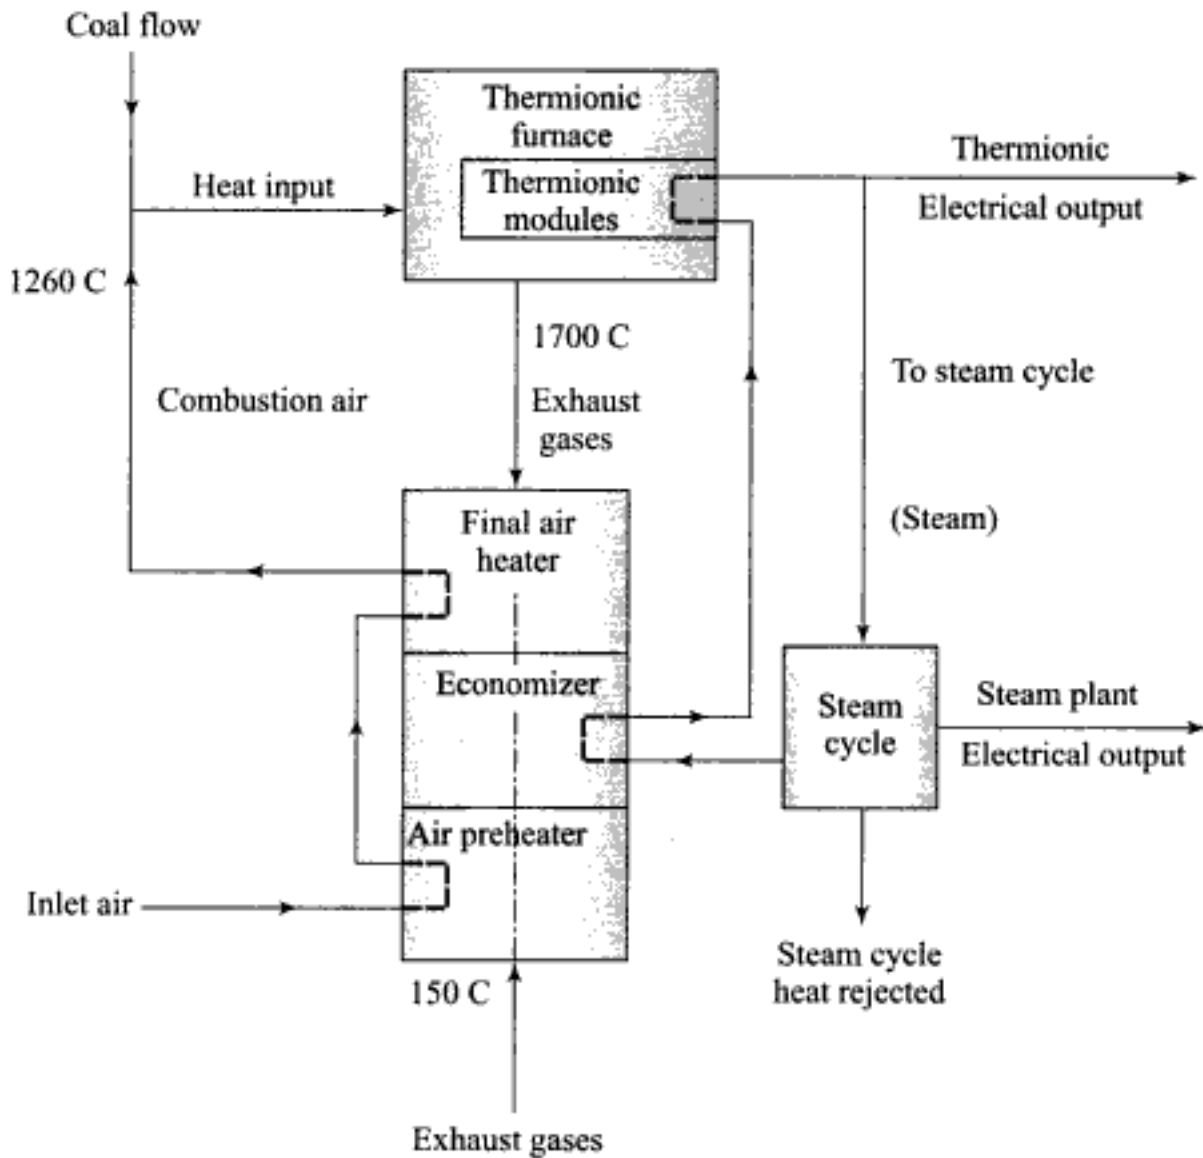 Coal flow
Thermionic
furnace
Thermionic
modules
Heat input
Thermionic
Electrical output
1260 C
1700 C
Combustion air
Exhaust
gases
To steam cycle
(Steam)
Final air
heater
Economizer
Steam
cycle
Steam plant
Electrical output
Air preheater
Inlet air
150 C
Steam cycle
heat rejected
Exhaust gases